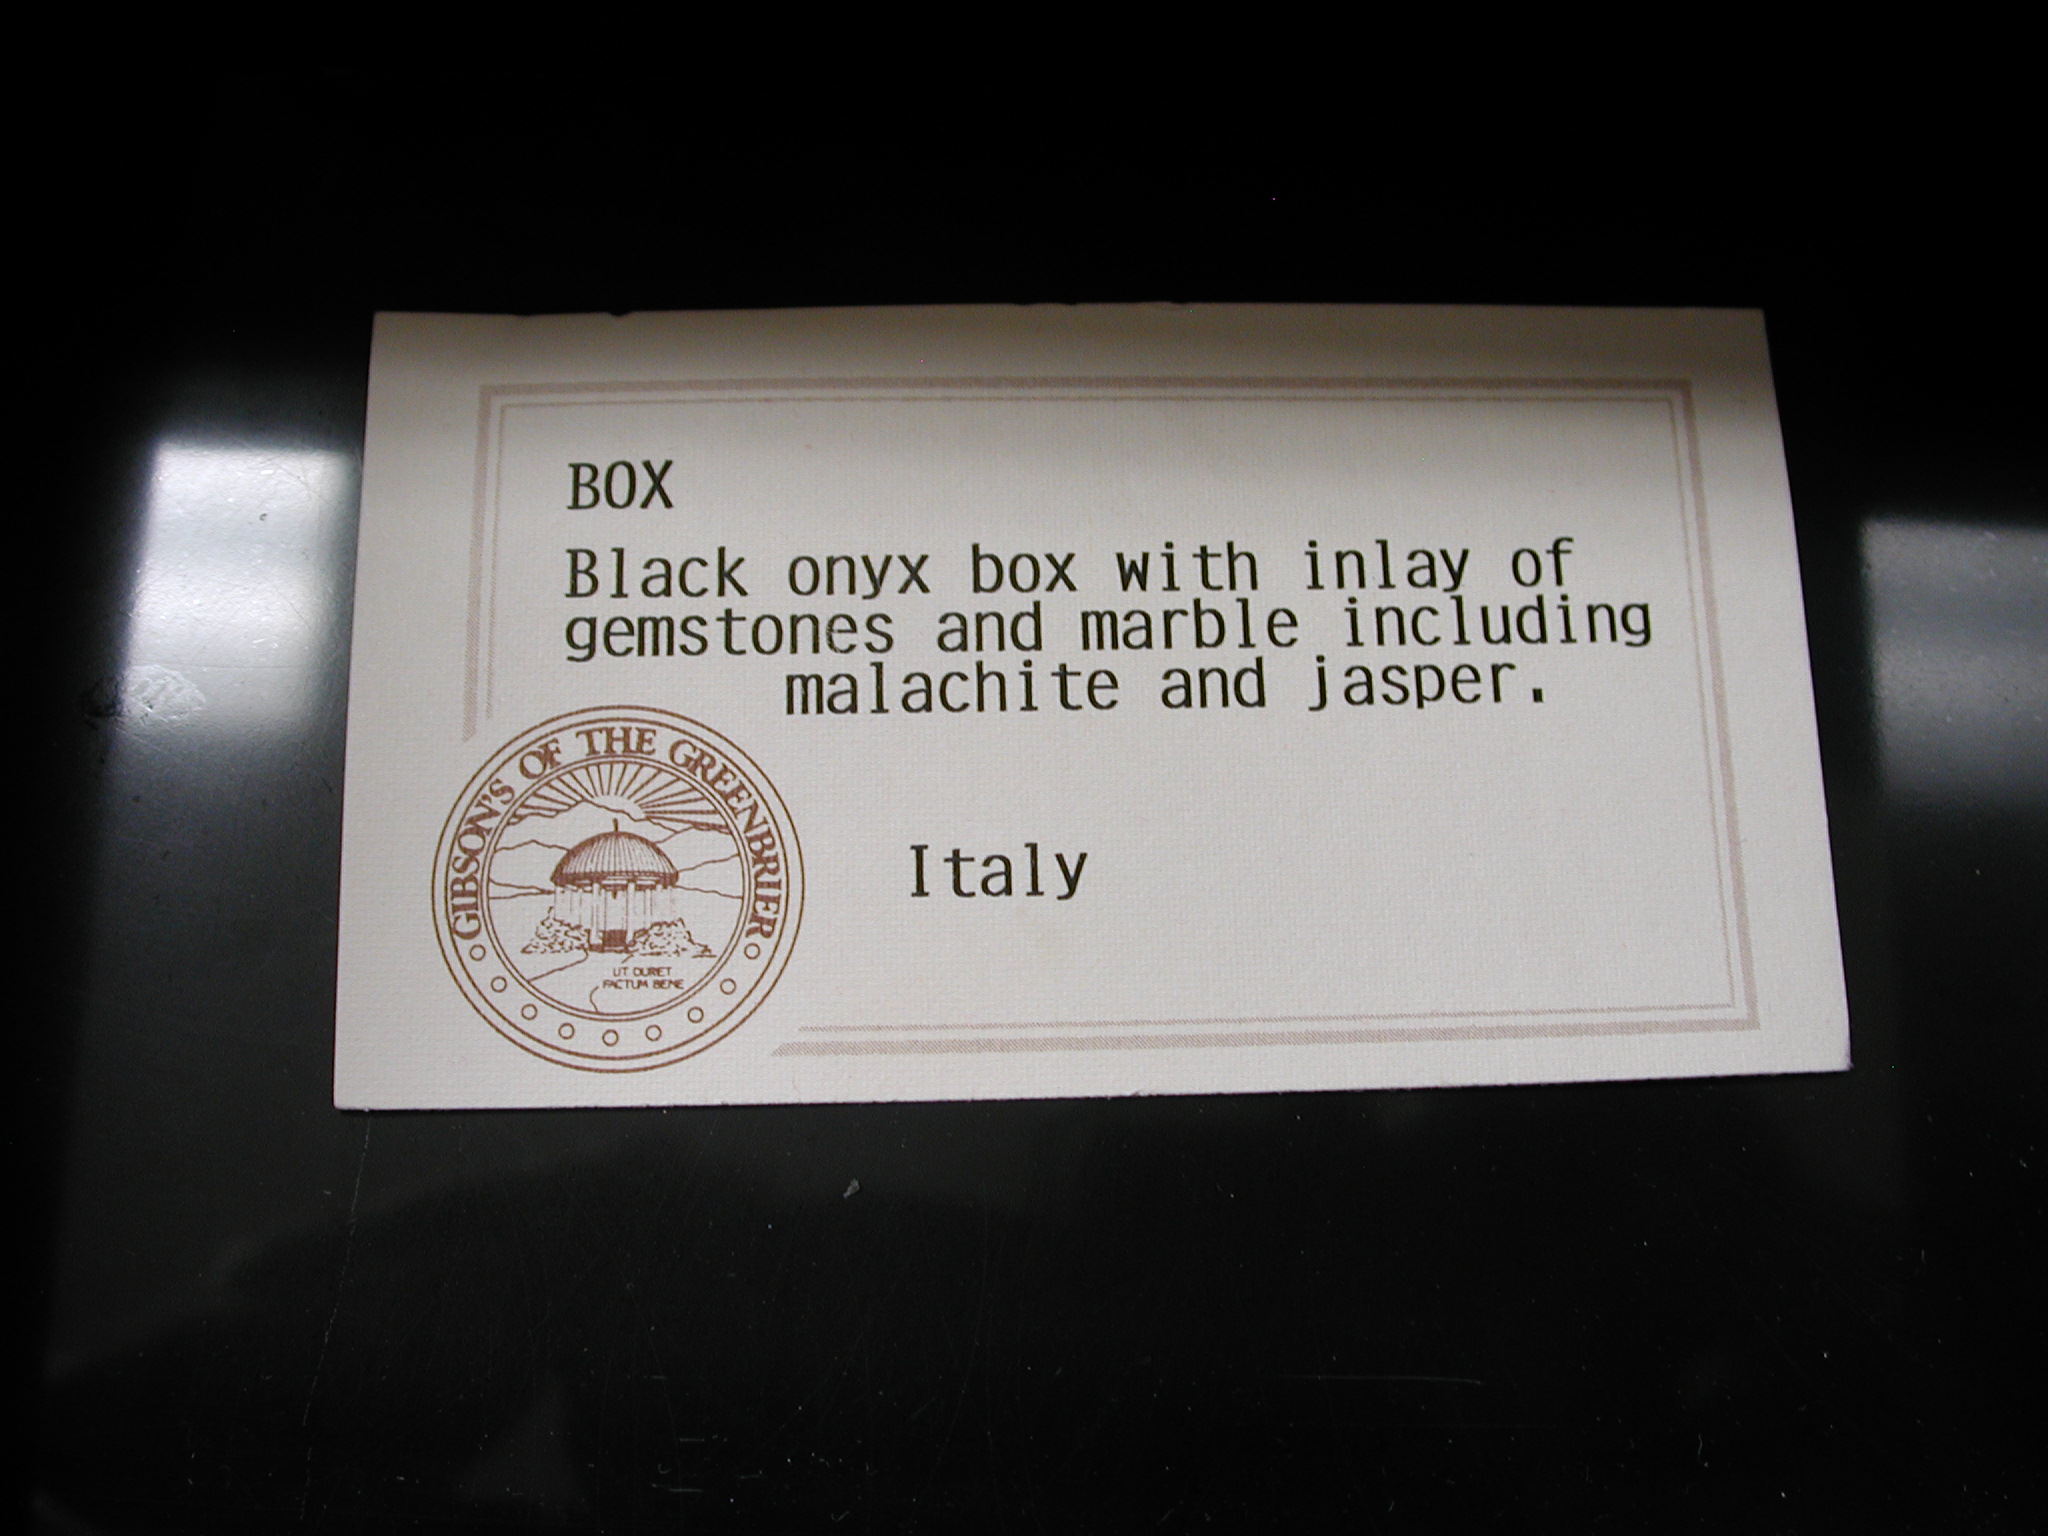 BOX
Black onyx box with inlay of
gemstones and marble including
malachite and jasper.
GIBSON'S OF THE GREENBRIER
Italy
UT DURET
FACTUM BENE